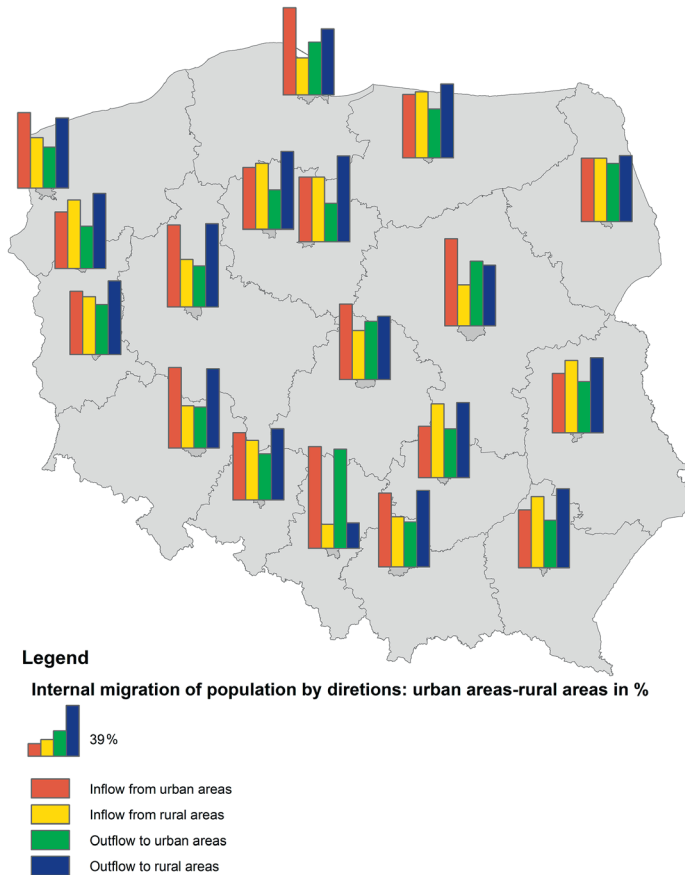 Legend
Internal migration of population by diretions: urban areas-rural areas in %
39%
Inflow from urban areas
Inflow from rural areas
Outflow to urban areas
Outflow to rural areas